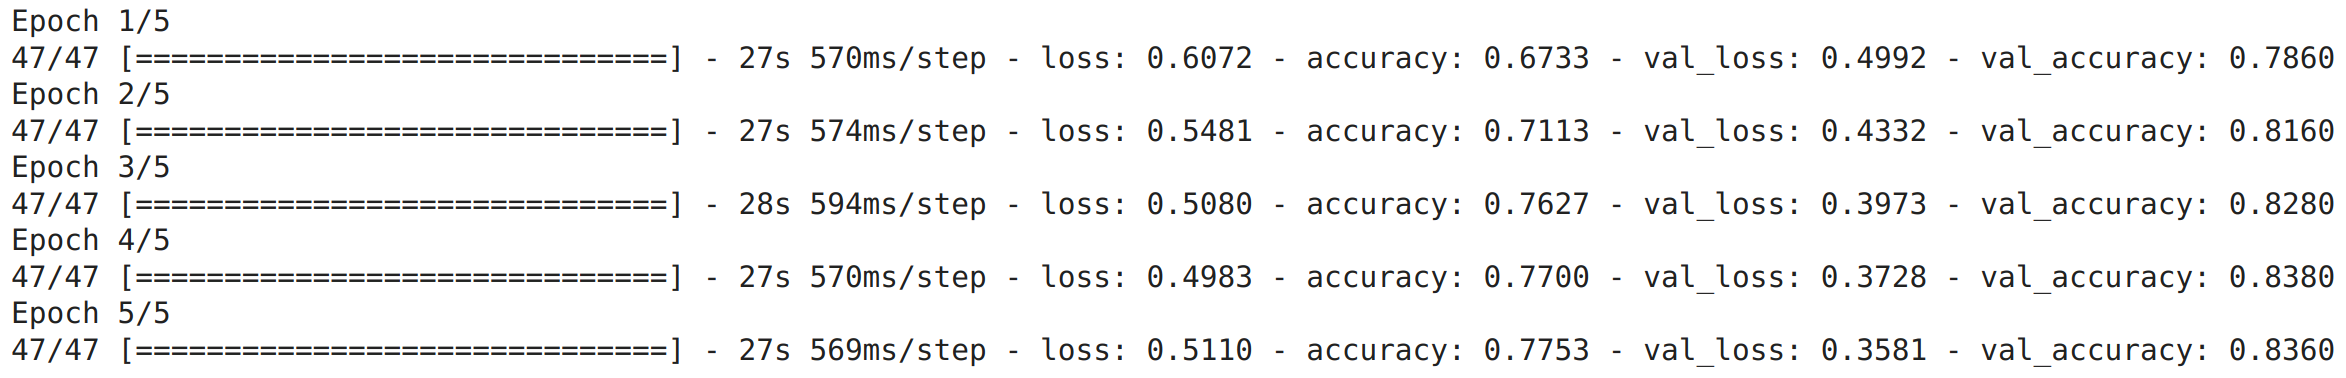 Epoch 1/5
47/47 [==============================] - 27s 570ms/step - loss: 0.6072 - accuracy: 0.6733 - val_loss: 0.4992 - val_accuracy: 0.7860
Epoch 2/5
47/47 [==============================] - 27s 574ms/step - loss: 0.5481 - accuracy: 0.7113 - val_loss: 0.4332 - val_accuracy: 0.8160
Epoch 3/5
47/47 [==============================] - 28s 594ms/step - loss: 0.5080 - accuracy: 0.7627 - val_loss: 0.3973 - val_accuracy: 0.8280
Epoch 4/5
47/47 [==============================] - 27s 570ms/step - loss: 0.4983 - accuracy: 0.7700 - val_loss: 0.3728 - val_accuracy: 0.8380
Epoch 5/5
47/47 [==============================] - 27s 569ms/step - loss: 0.5110 - accuracy: 0.7753 - val_loss: 0.3581 - val_accuracy: 0.8360